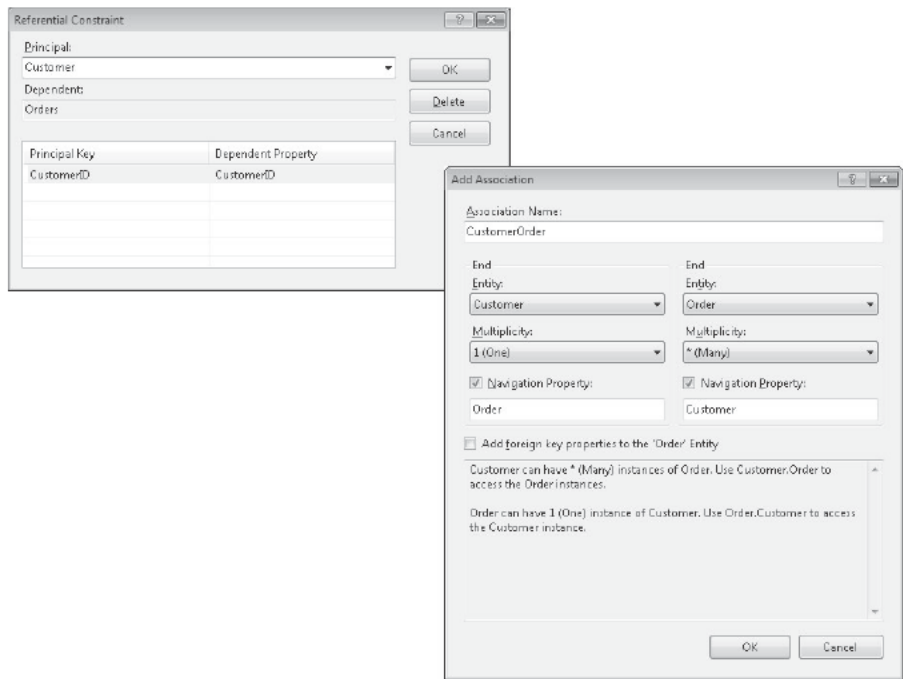 Referential Constraint
Principal:
Customer
OK
Dependent:
Orders
Delete
Cancel
Principal Key Dependent Property
CustomerID CustomerID
Add Association
Association Name:
CustomerOrder
End End
Entity: Entity:
Customer Order
Multiplicity: Multiplicity:
1 (One) * (Many)
Navigation Property: Navigation Property:
Order Customer
Add foreign key properties to the 'Order' Entity
Customer can have * (Many) instances of Order. Use Customer.Order to
access the Order instances.
Order can have 1 (One) instance of Customer. Use Order.Customer to access
the Customer instance.
OK Cancel